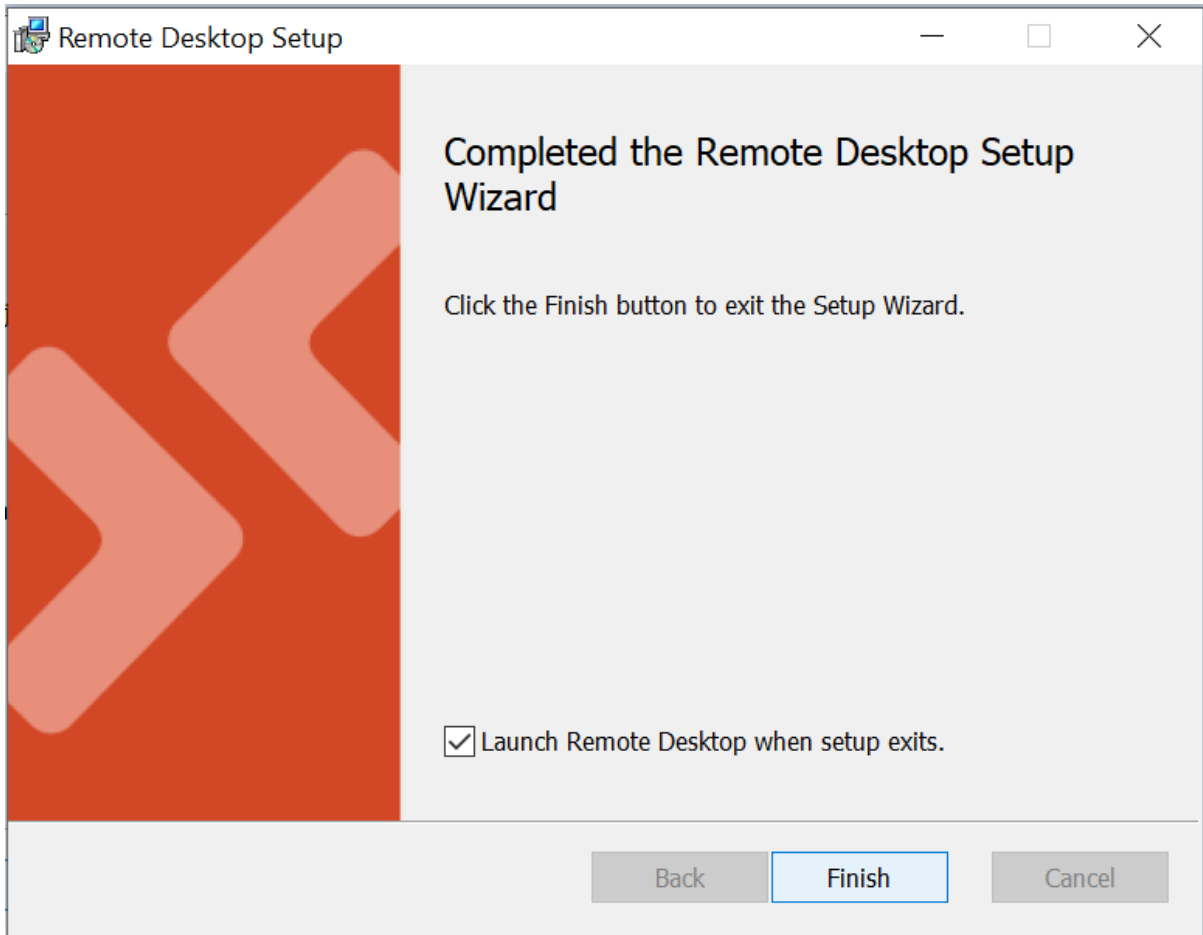 Remote Desktop Setup
Completed the Remote Desktop Setup
Wizard
Click the Finish button to exit the Setup Wizard.
Launch Remote Desktop when setup exits.
Back
Finish
Cancel